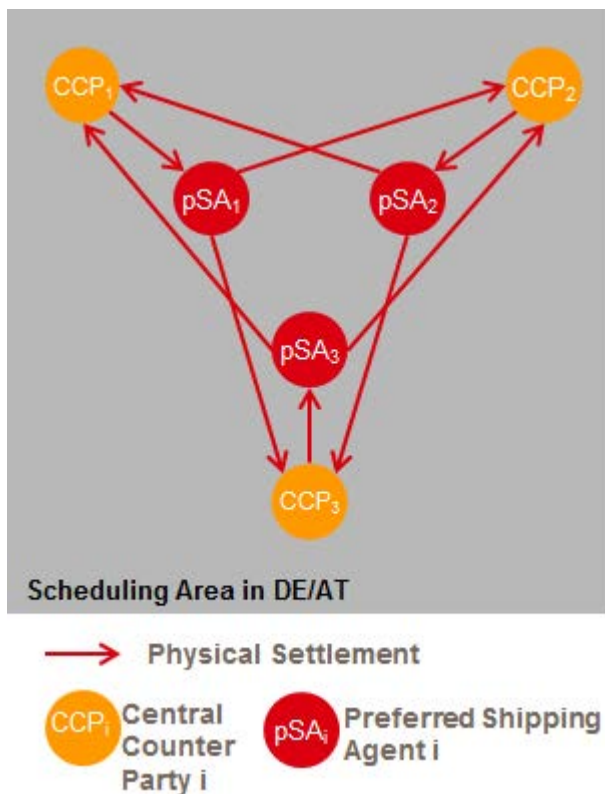 CCP₁
CCP₂
pSA₁
pSA₂
pSA₃
CCP₃
Scheduling Area in DE/AT
Physical Settlement
CCPᵢ
Central
Counter
Party i
pSAᵢ
Preferred Shipping
Agent i